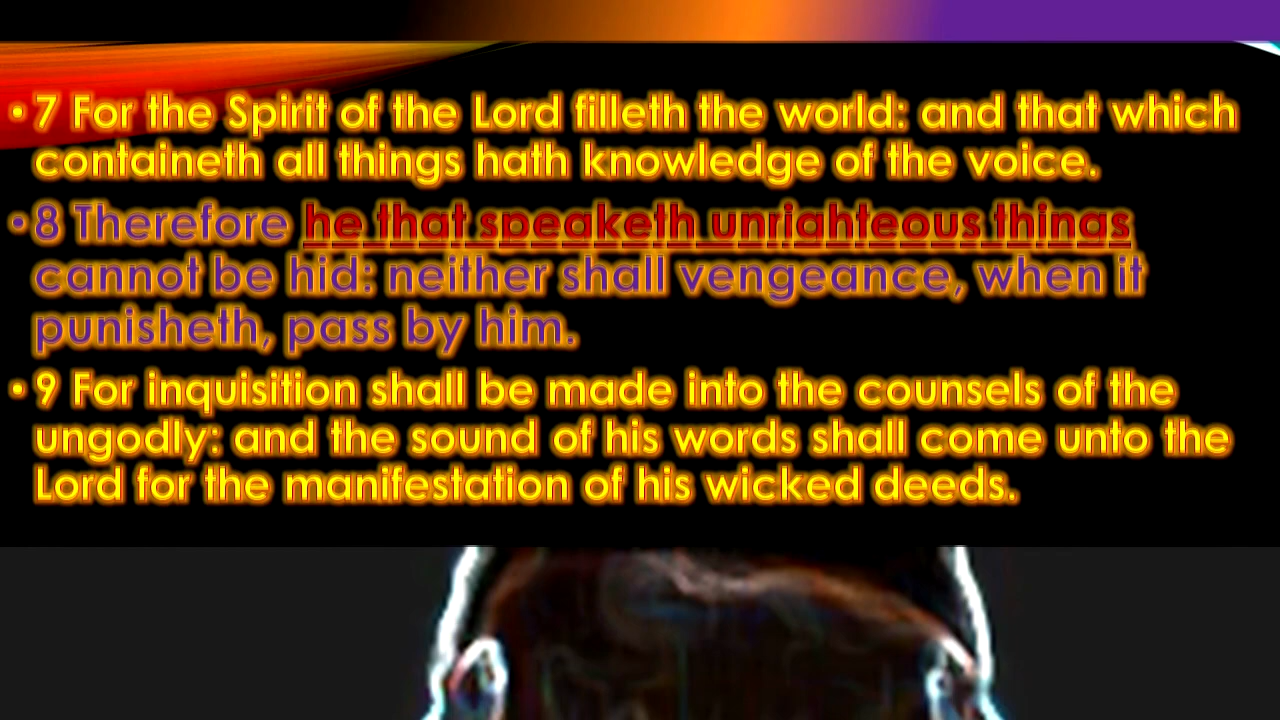 • 7 For the Spirit of the Lord filleth the world: and that which
containeth all things hath knowledge of the voice.
• 8 Therefore he that speaketh unrighteous things
cannot be hid: neither shall vengeance, when it
punisheth, pass by him.
• 9 For inquisition shall be made into the counsels of the
ungodly: and the sound of his words shall come unto the
Lord for the manifestation of his wicked deeds.